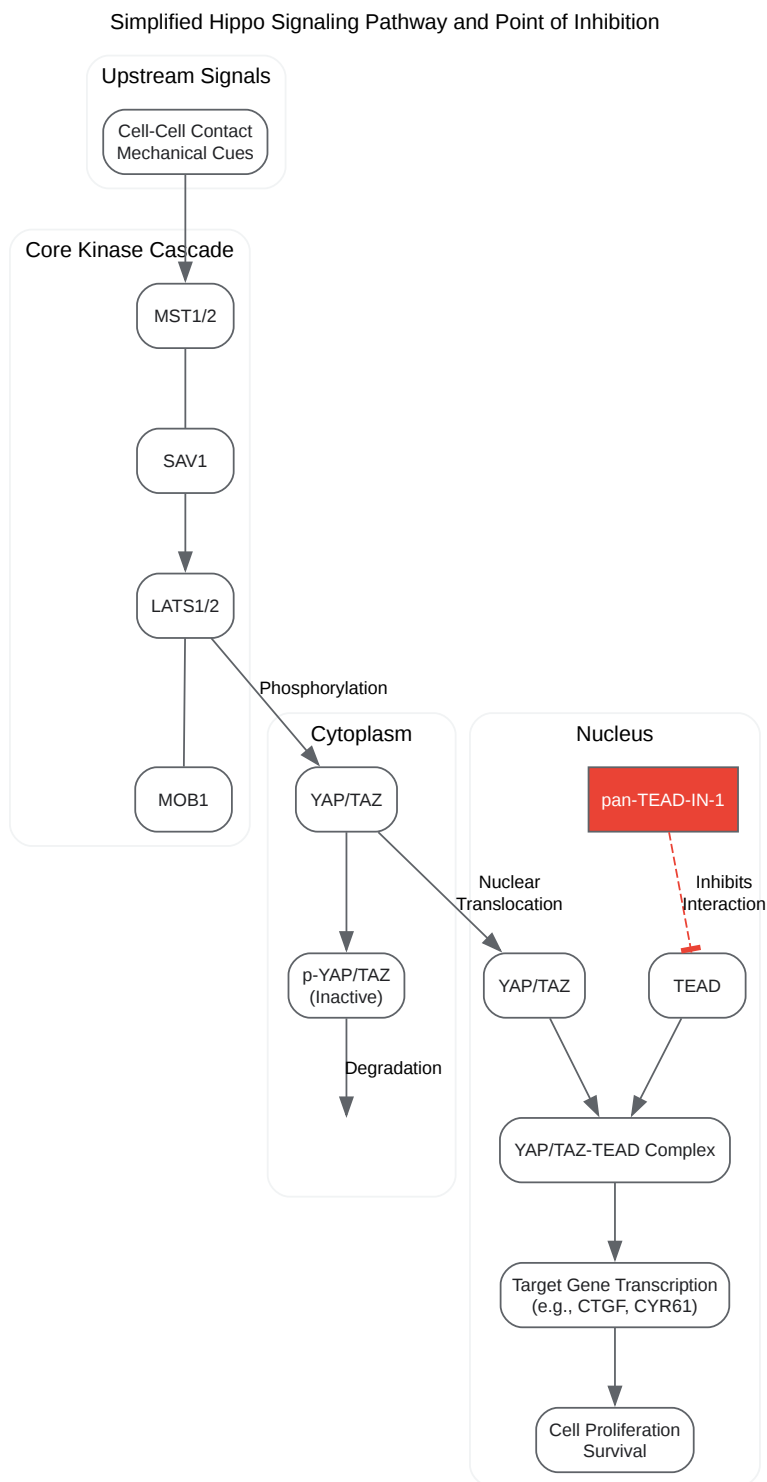 Simplified Hippo Signaling Pathway and Point of Inhibition
Upstream Signals
Cell-Cell Contact
Mechanical Cues
Core Kinase Cascade
MST1/2
SAV1
LATS1/2
Phosphorylation
MOB1
Cytoplasm
YAP/TAZ
p-YAP/TAZ
(Inactive)
Degradation
Nucleus
pan-TEAD-IN-1
Nuclear
Translocation
Inhibits
Interaction
YAP/TAZ
TEAD
YAP/TAZ-TEAD Complex
Target Gene Transcription
(e.g., CTGF, CYR61)
Cell Proliferation
Survival